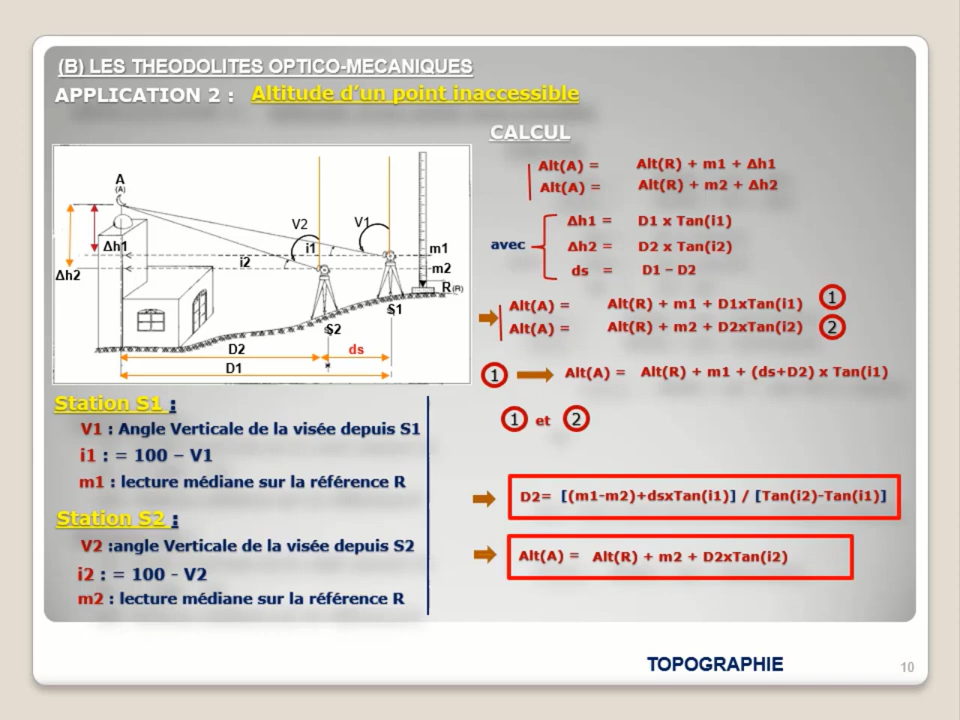 (B) LES THEODOLITES OPTICO-MECANIQUES
APPLICATION 2 : Altitude d'un point inaccessible
A
(A)
V2
V1
Δh1
i1
m1
i2
m2
Δh2
R (R)
S1
S2
D2
ds
D1
Station S1 :
V1 : Angle Verticale de la visée depuis S1
i1 : = 100 – V1
m1 : lecture médiane sur la référence R
Station S2 :
V2 :angle Verticale de la visée depuis S2
i2 : = 100 - V2
m2 : lecture médiane sur la référence R
CALCUL
Alt(A) = Alt(R) + m1 + Δh1
Alt(A) = Alt(R) + m2 + Δh2
avec
Δh1 = D1 x Tan(i1)
Δh2 = D2 x Tan(i2)
ds = D1 – D2
Alt(A) = Alt(R) + m1 + D1xTan(i1) 1
Alt(A) = Alt(R) + m2 + D2xTan(i2) 2
1 Alt(A) = Alt(R) + m1 + (ds+D2) x Tan(i1)
1 et 2
D2= [(m1-m2)+dsxTan(i1)] / [Tan(i2)-Tan(i1)]
Alt(A) = Alt(R) + m2 + D2xTan(i2)
TOPOGRAPHIE
10